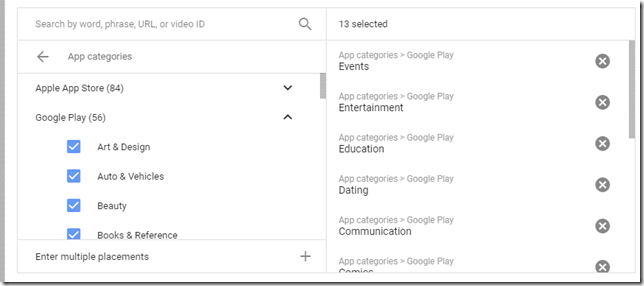 Search by word, phrase, URL, or video ID
App categories
Apple App Store (84)
Google Play (56)
Art & Design
Auto & Vehicles
Beauty
Books & Reference
Enter multiple placements
13 selected
App categories > Google Play
Events
App categories > Google Play
Entertainment
App categories > Google Play
Education
App categories > Google Play
Dating
App categories > Google Play
Communication
App categories > Google Play
Comics